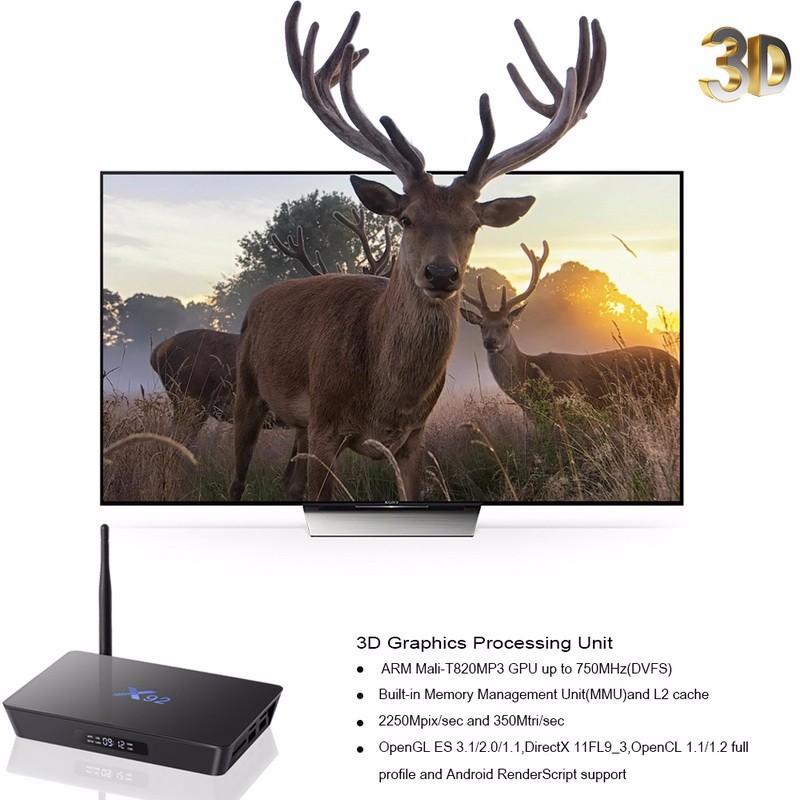 3D
SONY
X92
09:12
3D Graphics Processing Unit
● ARM Mali-T820MP3 GPU up to 750MHz(DVFS)
● Built-in Memory Management Unit(MMU)and L2 cache
● 2250Mpix/sec and 350Mtri/sec
● OpenGL ES 3.1/2.0/1.1,DirectX 11FL9_3,OpenCL 1.1/1.2 full
profile and Android RenderScript support